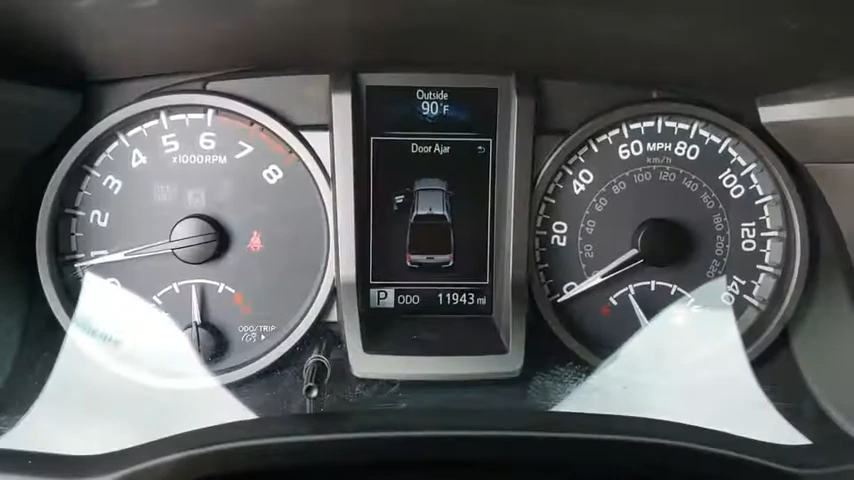 Outside
90°F
Door Ajar
P ODO 11943 mi
0 1 2 3 4 5 6 7 8
x1000RPM
ODO/TRIP
0 20 40 60 80 100 120 140
MPH
km/h
20 40 60 80 100 120 140 160 180 200 220